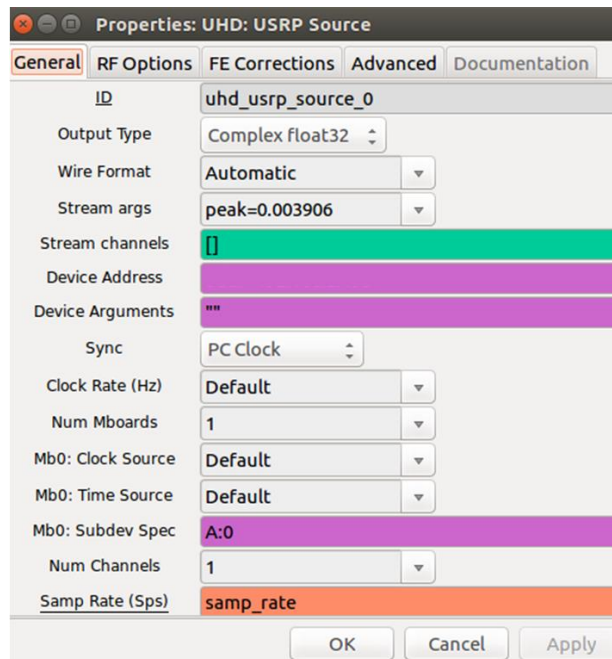 Properties: UHD: USRP Source
General RF Options FE Corrections Advanced Documentation
ID uhd_usrp_source_0
Output Type Complex float32
Wire Format Automatic
Stream args peak=0.003906
Stream channels []
Device Address
Device Arguments ""
Sync PC Clock
Clock Rate (Hz) Default
Num Mboards 1
Mb0: Clock Source Default
Mb0: Time Source Default
Mb0: Subdev Spec A:0
Num Channels 1
Samp Rate (Sps) samp_rate
OK Cancel Apply